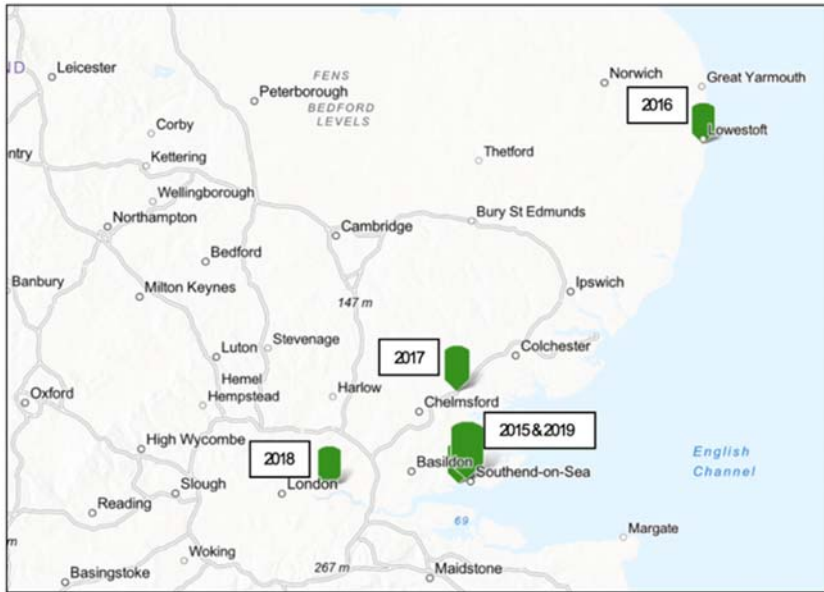 ND
Leicester
FENS
BEDFORD
LEVELS
Peterborough
Norwich
Great Yarmouth
2016
Lowestoft
Corby
ntry
Kettering
Thetford
Wellingborough
Northampton
Cambridge
Bury St Edmunds
Bedford
Banbury
Milton Keynes
Ipswich
147 m
Luton
Stevenage
2017
Colchester
Hemel
Hempstead
Harlow
Oxford
Chelmsford
High Wycombe
2015 & 2019
English
Channel
2018
Basildon
Southend-on-Sea
Slough
London
Reading
69
Margate
m
Woking
267 m
Maidstone
Basingstoke